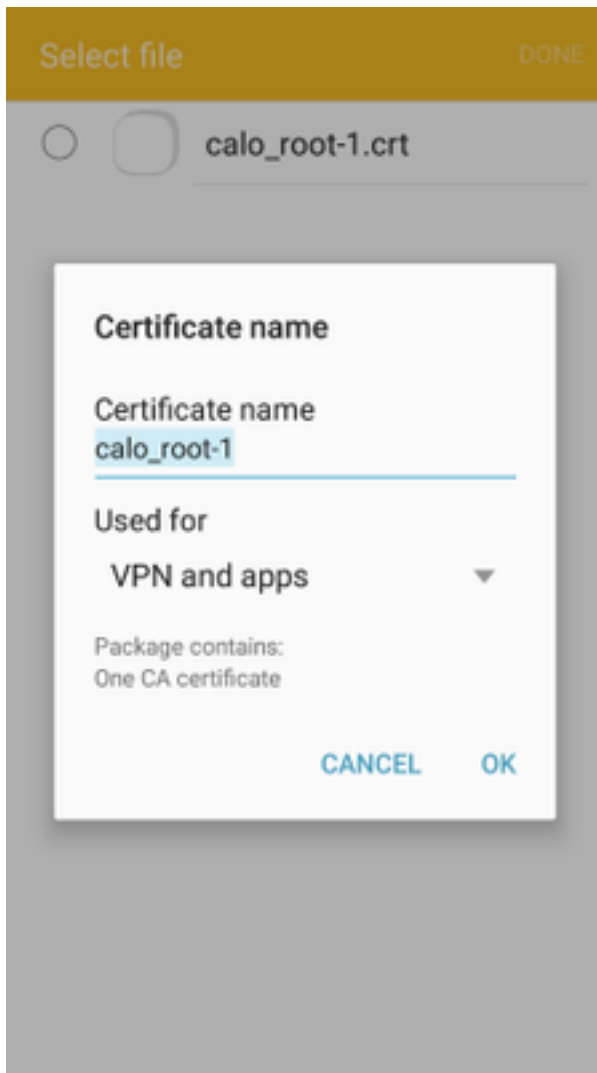 Select file
DONE
calo_root-1.crt
Certificate name
Certificate name
calo_root-1
Used for
VPN and apps
Package contains:
One CA certificate
CANCEL OK